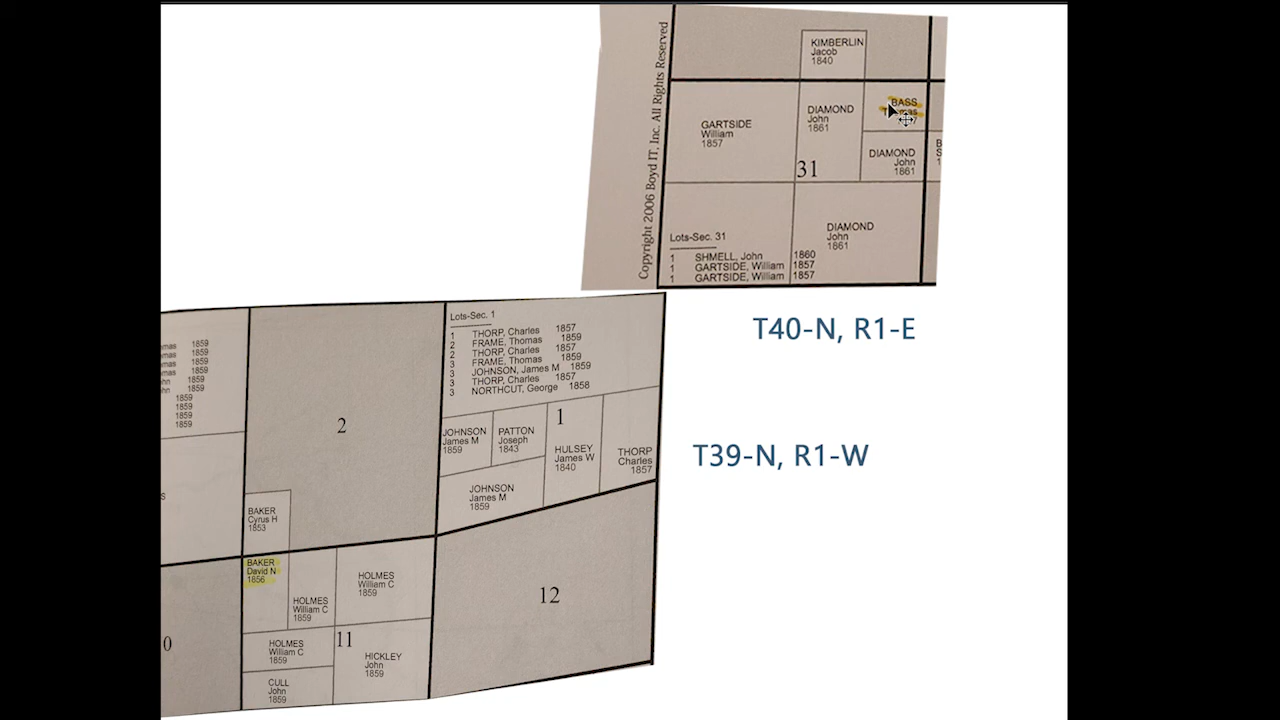 Copyright 2006 Boyd IT, Inc. All Rights Reserved
KIMBERLIN
Jacob
1840
GARTSIDE
William
1857
DIAMOND
John
1861
BASS
31
DIAMOND
John
1861
DIAMOND
John
1861
Lots-Sec. 31
1 SHMELL, John 1860
1 GARTSIDE, William 1857
1 GARTSIDE, William 1857
T40-N, R1-E
1859
1859
1859
1859
1859
1859
1859
1859
1859
2
BAKER
Cyrus H
1853
Lots-Sec. 1
1 THORP, Charles 1857
2 FRAME, Thomas 1859
2 THORP, Charles 1857
3 FRAME, Thomas 1859
3 JOHNSON, James M 1859
3 THORP, Charles 1857
3 NORTHCUT, George 1858
JOHNSON
James M
1859
PATTON
Joseph
1843
1
HULSEY
James W
1840
THORP
Charles
1857
JOHNSON
James M
1859
T39-N, R1-W
BAKER
David N
1856
HOLMES
William C
1859
HOLMES
William C
1859
HOLMES
William C
1859
11
HICKLEY
John
1859
CULL
John
1859
12